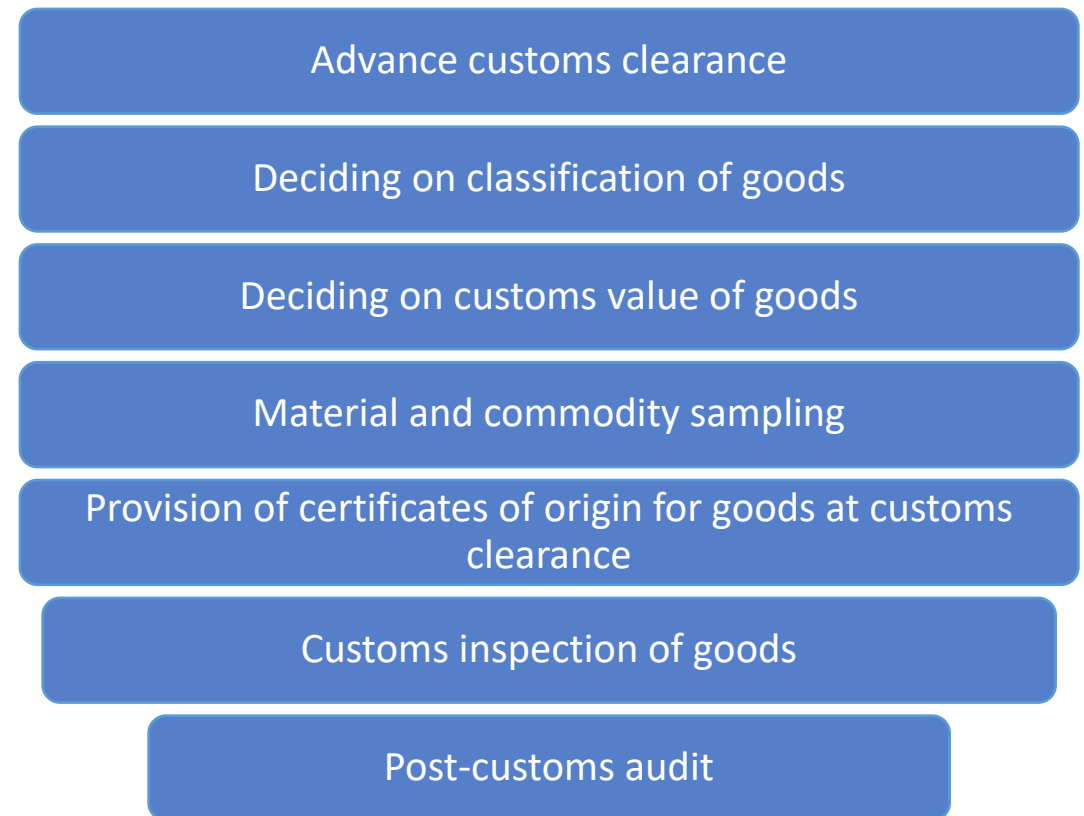 Advance customs clearance
Deciding on classification of goods
Deciding on customs value of goods
Material and commodity sampling
Provision of certificates of origin for goods at customs
clearance
Customs inspection of goods
Post-customs audit